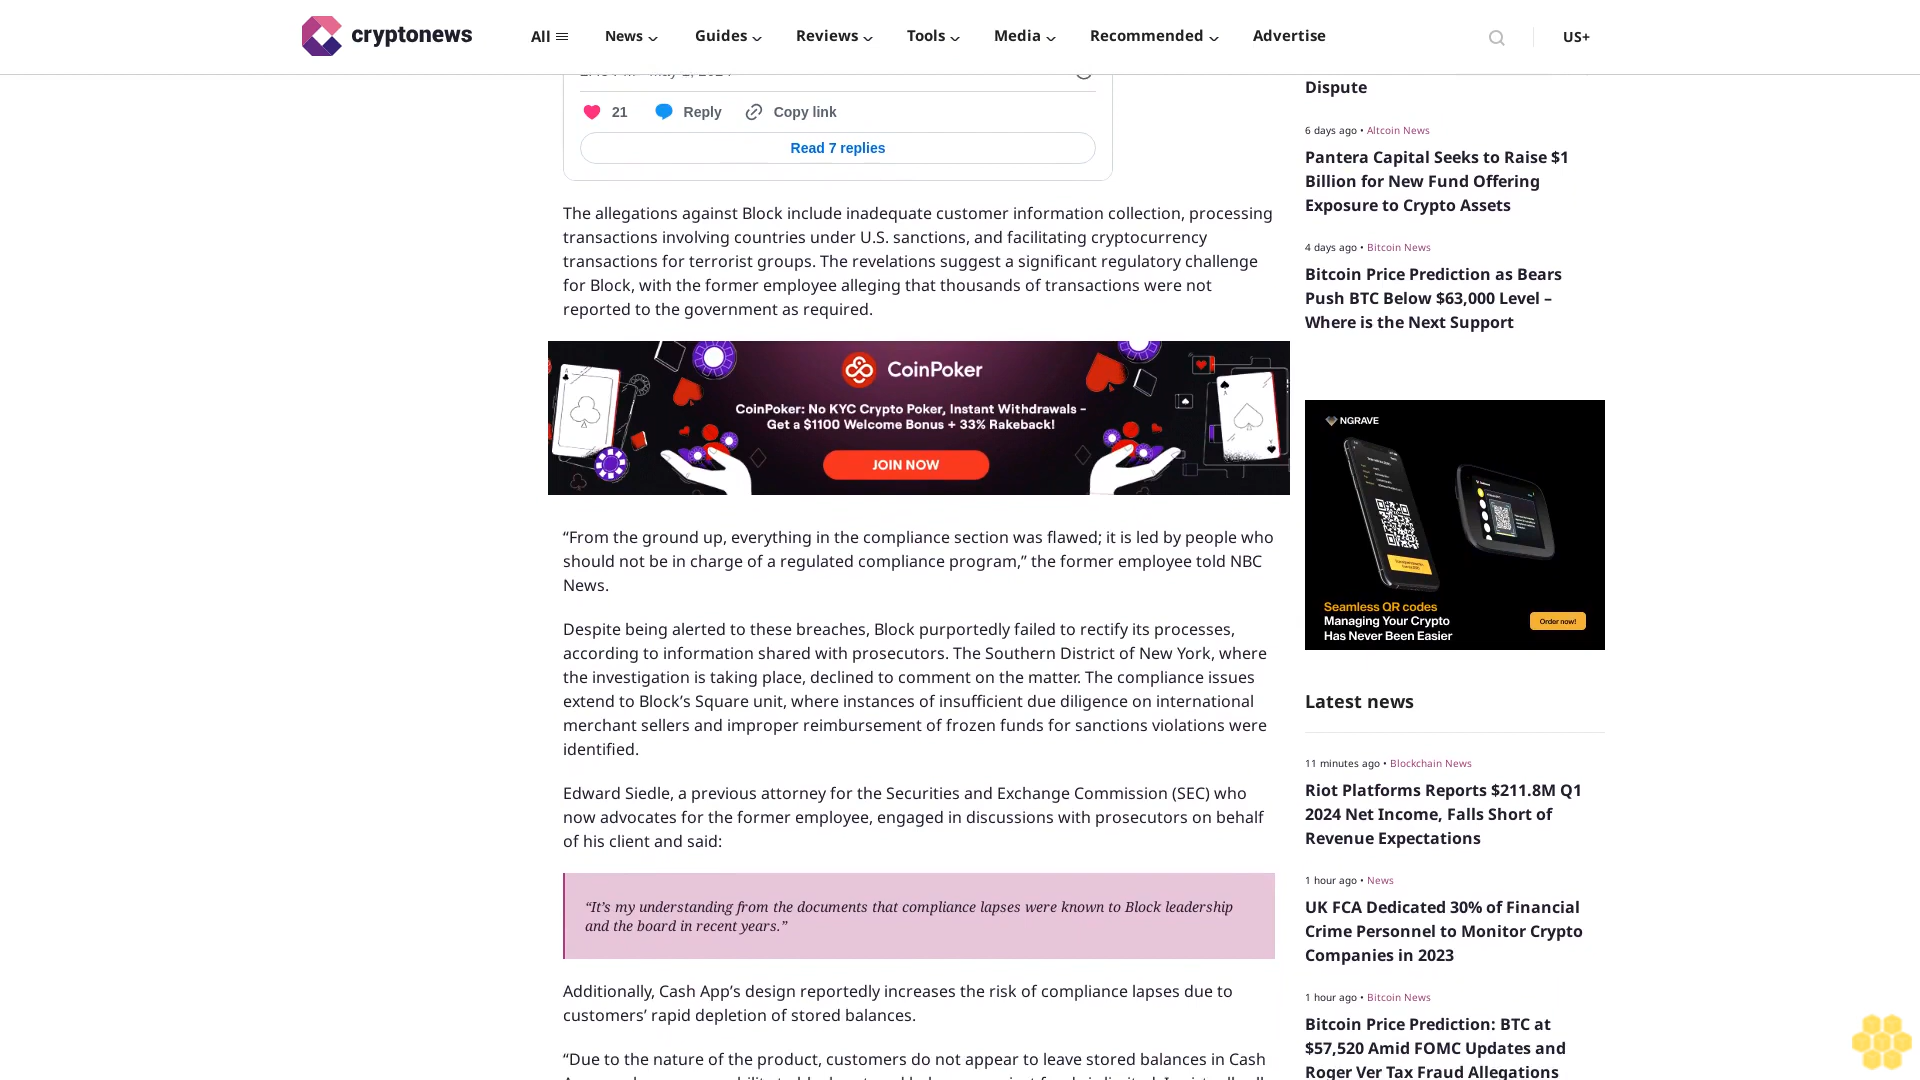 cryptonews
All
News
Guides
Reviews
Tools
Media
Recommended
Advertise
US+
21
Reply
Copy link
Read 7 replies
The allegations against Block include inadequate customer information collection, processing
transactions involving countries under U.S. sanctions, and facilitating cryptocurrency
transactions for terrorist groups. The revelations suggest a significant regulatory challenge
for Block, with the former employee alleging that thousands of transactions were not
reported to the government as required.
CoinPoker
CoinPoker: No KYC Crypto Poker, Instant Withdrawals –
Get a $1100 Welcome Bonus + 33% Rakeback!
JOIN NOW
“From the ground up, everything in the compliance section was flawed; it is led by people who
should not be in charge of a regulated compliance program,” the former employee told NBC
News.
Despite being alerted to these breaches, Block purportedly failed to rectify its processes,
according to information shared with prosecutors. The Southern District of New York, where
the investigation is taking place, declined to comment on the matter. The compliance issues
extend to Block’s Square unit, where instances of insufficient due diligence on international
merchant sellers and improper reimbursement of frozen funds for sanctions violations were
identified.
Edward Siedle, a previous attorney for the Securities and Exchange Commission (SEC) who
now advocates for the former employee, engaged in discussions with prosecutors on behalf
of his client and said:
“It’s my understanding from the documents that compliance lapses were known to Block leadership
and the board in recent years.”
Additionally, Cash App’s design reportedly increases the risk of compliance lapses due to
customers’ rapid depletion of stored balances.
“Due to the nature of the product, customers do not appear to leave stored balances in Cash
Dispute
6 days ago • Altcoin News
Pantera Capital Seeks to Raise $1
Billion for New Fund Offering
Exposure to Crypto Assets
4 days ago • Bitcoin News
Bitcoin Price Prediction as Bears
Push BTC Below $63,000 Level –
Where is the Next Support
NGRAVE
Seamless QR codes
Managing Your Crypto
Has Never Been Easier
Order now!
Latest news
11 minutes ago • Blockchain News
Riot Platforms Reports $211.8M Q1
2024 Net Income, Falls Short of
Revenue Expectations
1 hour ago • News
UK FCA Dedicated 30% of Financial
Crime Personnel to Monitor Crypto
Companies in 2023
1 hour ago • Bitcoin News
Bitcoin Price Prediction: BTC at
$57,520 Amid FOMC Updates and
Roger Ver Tax Fraud Allegations